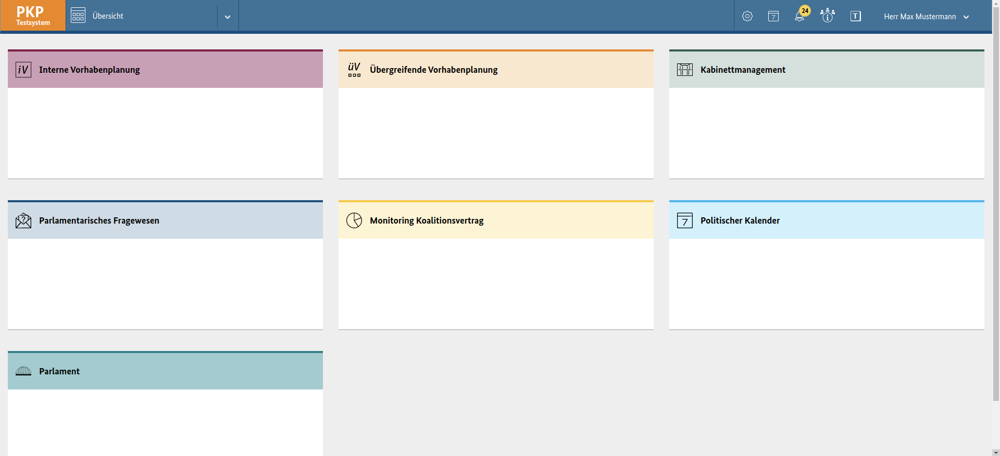 PKP
Testsystem
Übersicht
7
24
i
T
Herr Max Mustermann
iV
Interne Vorhabenplanung
üV
Übergreifende Vorhabenplanung
Kabinettmanagement
?
Parlamentarisches Fragewesen
Monitoring Koalitionsvertrag
7
Politischer Kalender
Parlament